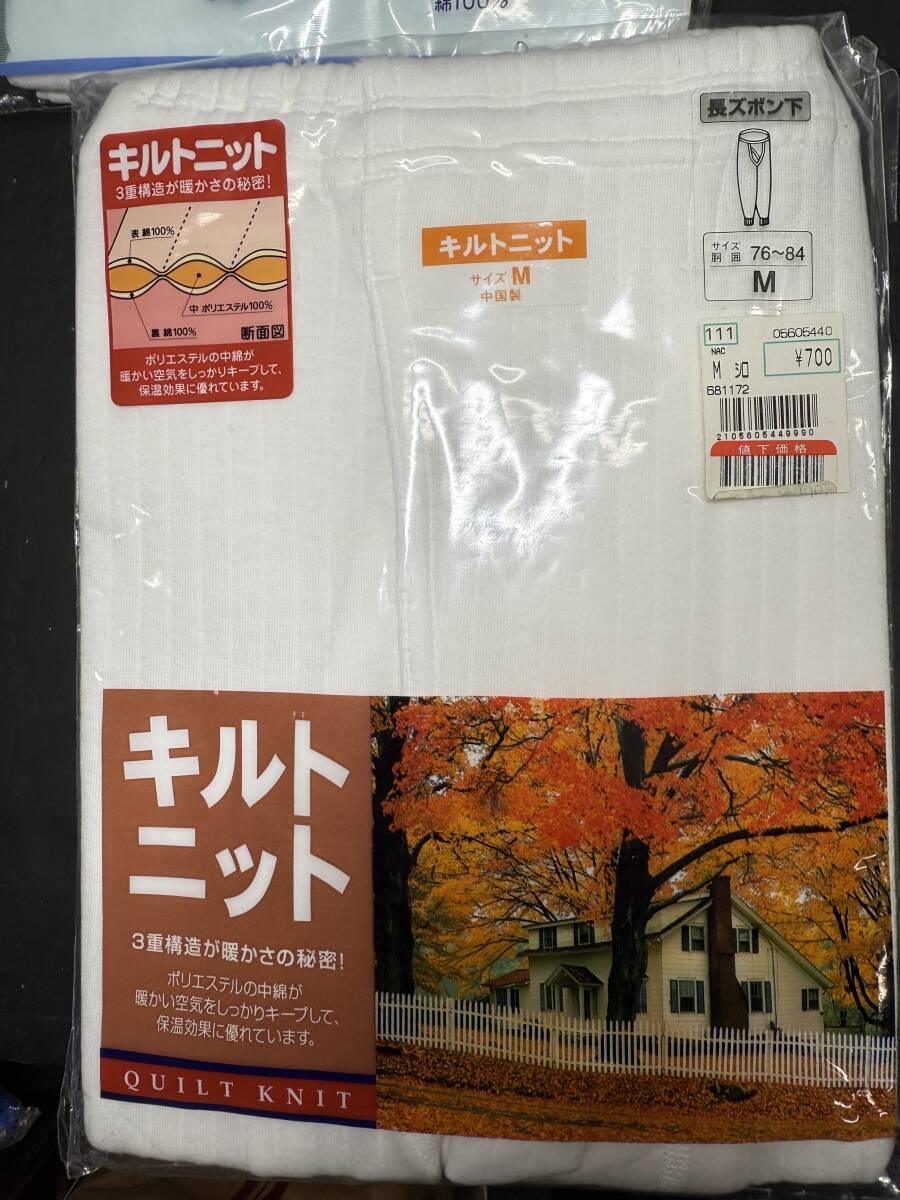 綿100%
キルトニット
3重構造が暖かさの秘密!
表 綿100%
中 ポリエステル100%
裏 綿100%
断面図
ポリエステルの中綿が
暖かい空気をしっかりキープして、
保温効果に優れています。
キルトニット
サイズ M
中国製
長ズボン下
サイズ
胴囲 76〜84
M
111 05605440
NAC
M シロ ¥700
681172
2105605449990
値下価格
キルト
ニット
3重構造が暖かさの秘密!
ポリエステルの中綿が
暖かい空気をしっかりキープして、
保温効果に優れています。
QUILT KNIT